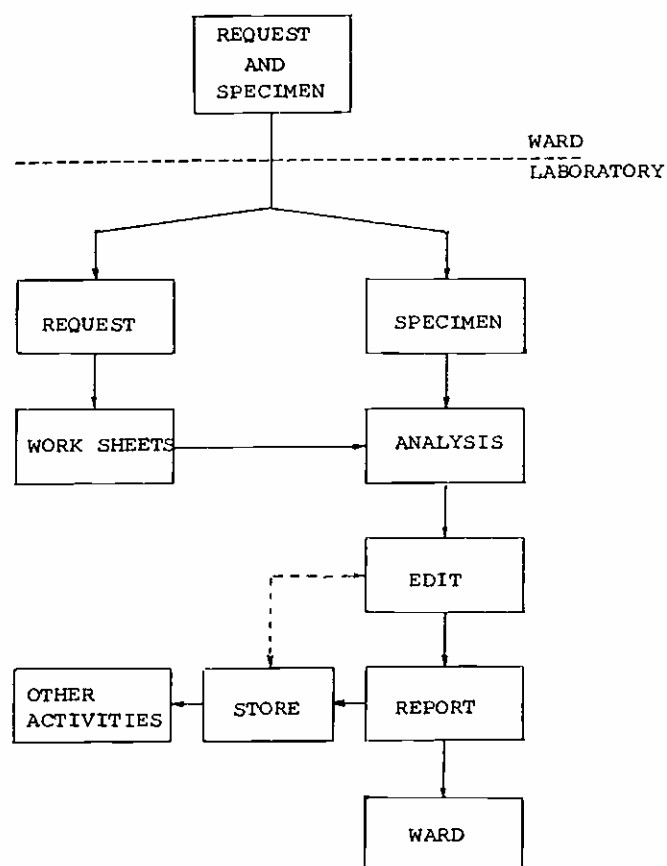 REQUEST
AND
SPECIMEN
WARD
LABORATORY
REQUEST
SPECIMEN
WORK SHEETS
ANALYSIS
EDIT
OTHER
ACTIVITIES
STORE
REPORT
WARD